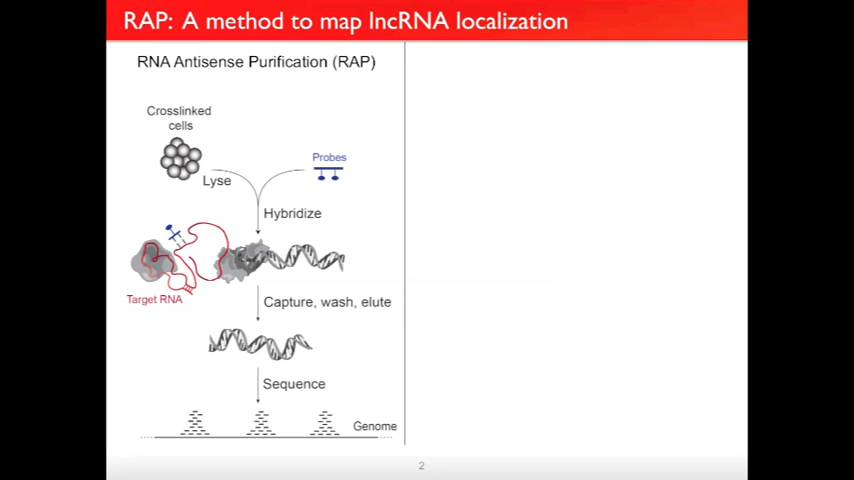 RAP: A method to map lncRNA localization
RNA Antisense Purification (RAP)
Crosslinked
cells
Probes
Lyse
Hybridize
Target RNA
Capture, wash, elute
Sequence
Genome
2